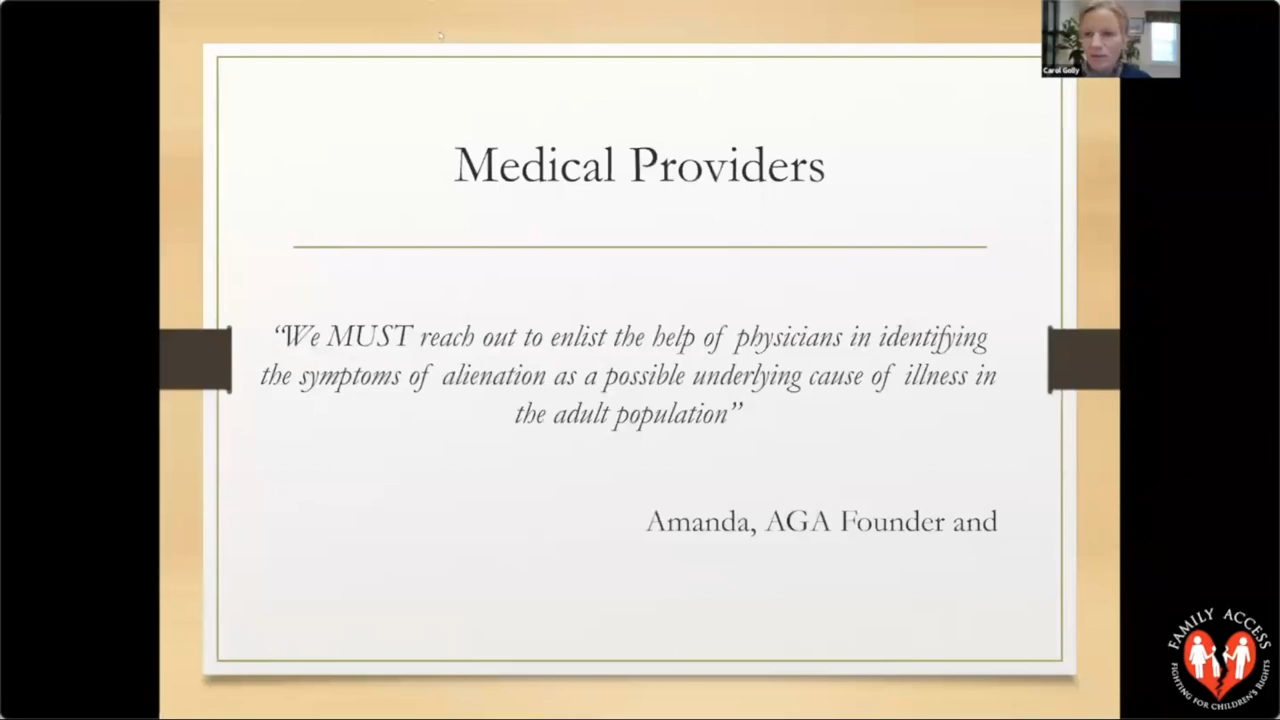 Carol Golly
Medical Providers
“We MUST reach out to enlist the help of physicians in identifying
the symptoms of alienation as a possible underlying cause of illness in
the adult population”
Amanda, AGA Founder and
FAMILY ACCESS
FIGHTING FOR CHILDREN'S RIGHTS